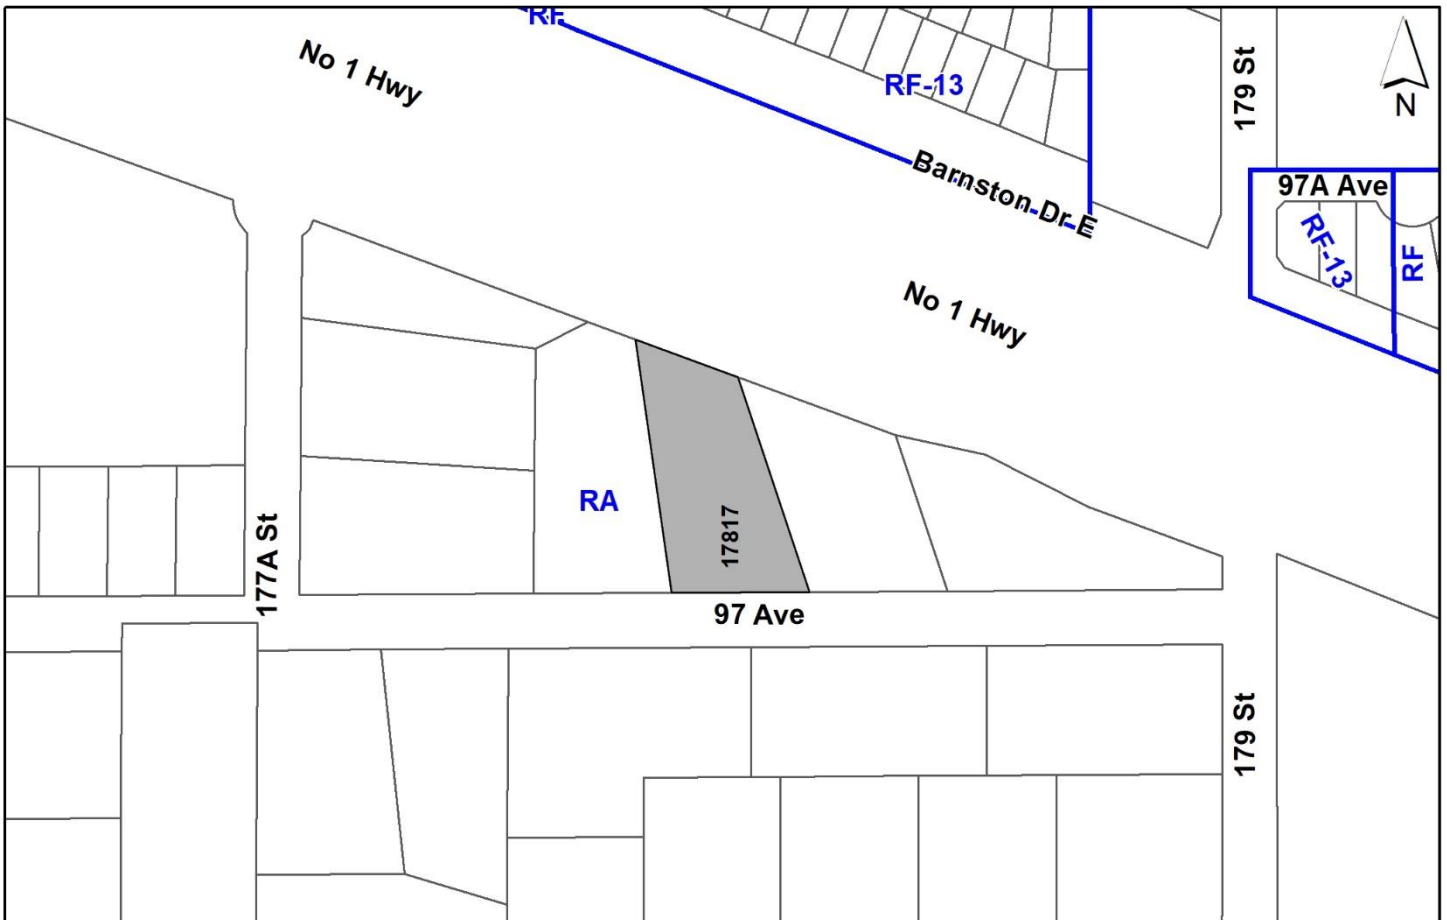 RF
No 1 Hwy
RF-13
179 St
N
Barnston Dr E
97A Ave
RF-13
RF
No 1 Hwy
RA
17817
177A St
97 Ave
179 St